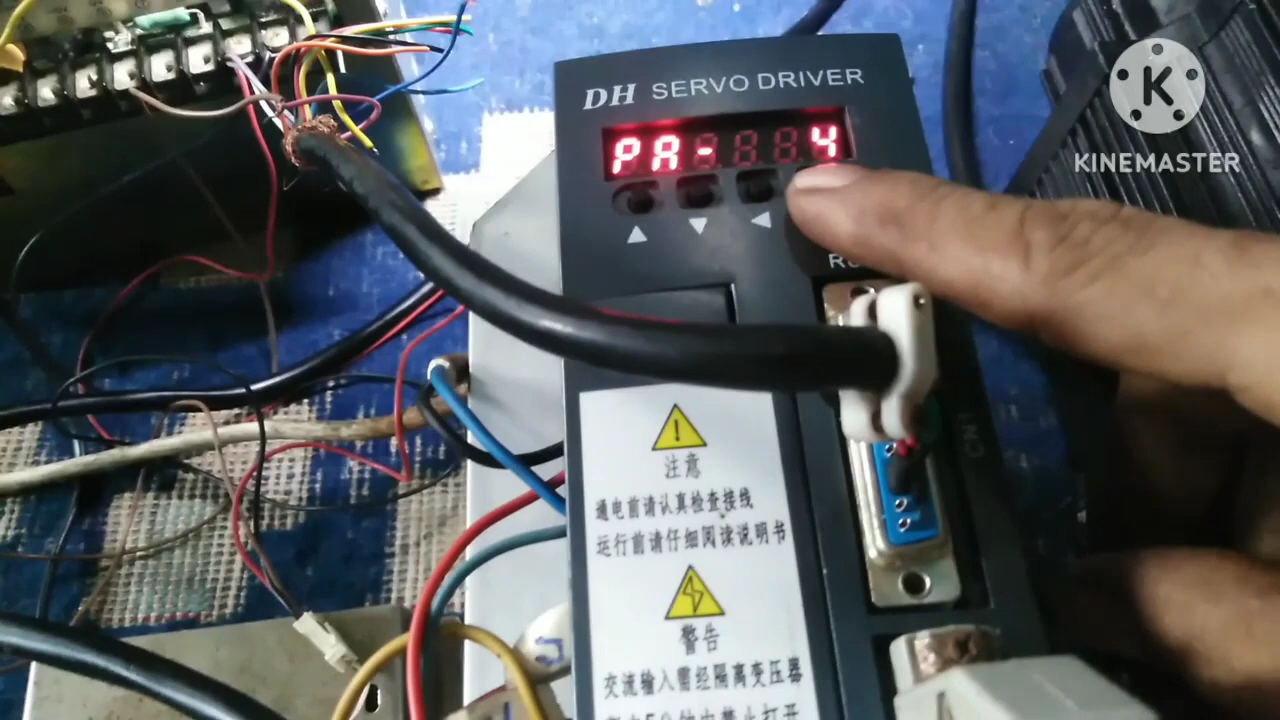 DH SERVO DRIVER
PA- 4
KINEMASTER
注意
通电前请认真检查接线
运行前请仔细阅读说明书
警告
交流输入需经隔离变压器